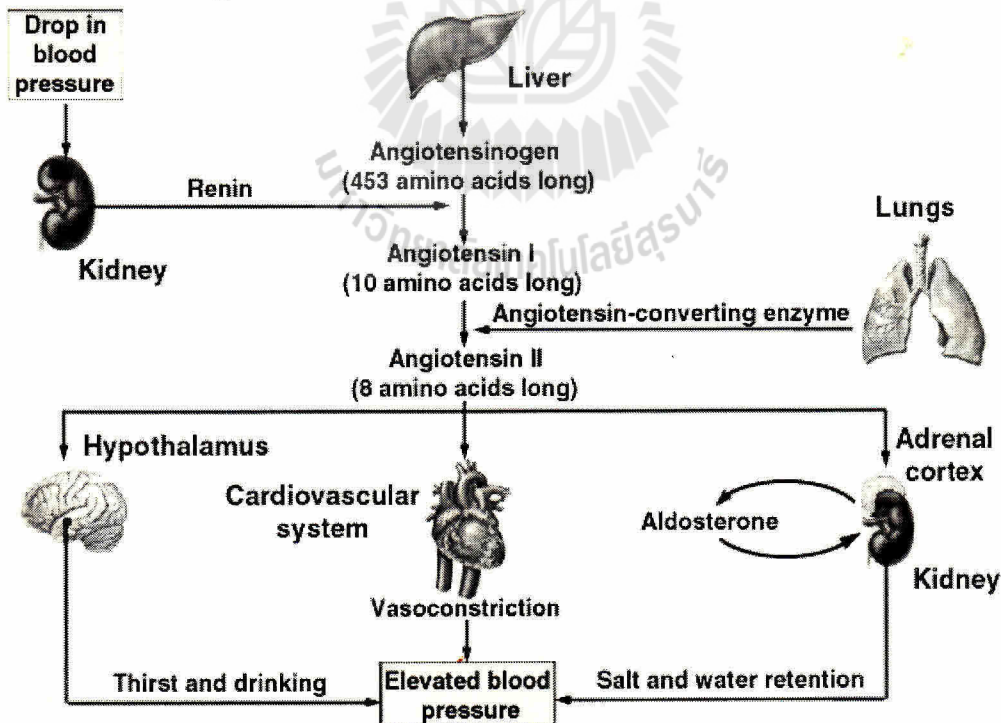 Drop in
blood
pressure
Liver
Angiotensinogen
(453 amino acids long)
Renin
Kidney
Lungs
Angiotensin I
(10 amino acids long)
Angiotensin-converting enzyme
Angiotensin II
(8 amino acids long)
Hypothalamus
Adrenal
cortex
Cardiovascular
system
Aldosterone
Kidney
Vasoconstriction
Thirst and drinking
Elevated blood
pressure
Salt and water retention